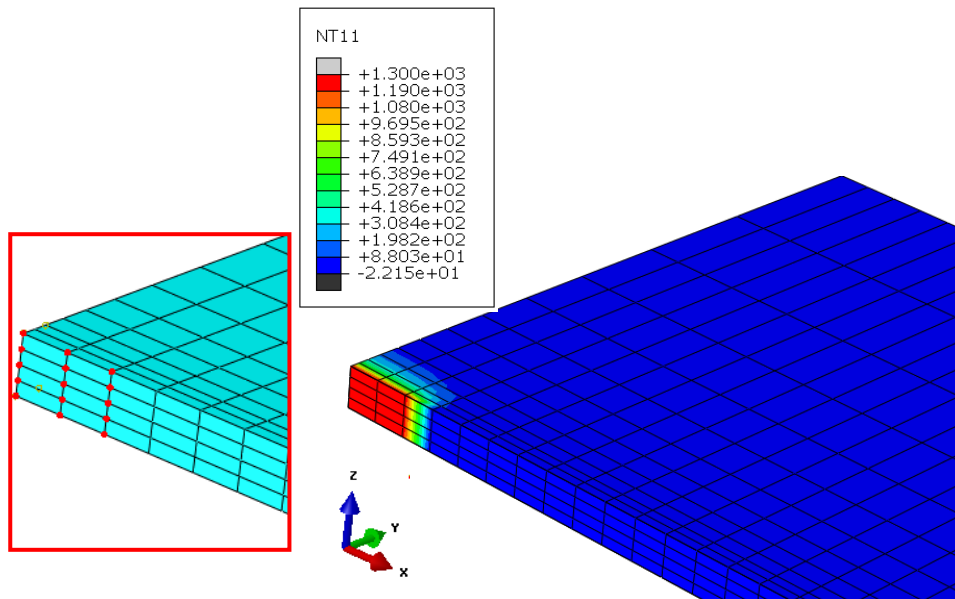 NT11
+1.300e+03
+1.190e+03
+1.080e+03
+9.695e+02
+8.593e+02
+7.491e+02
+6.389e+02
+5.287e+02
+4.186e+02
+3.084e+02
+1.982e+02
+8.803e+01
-2.215e+01
Z
Y
X